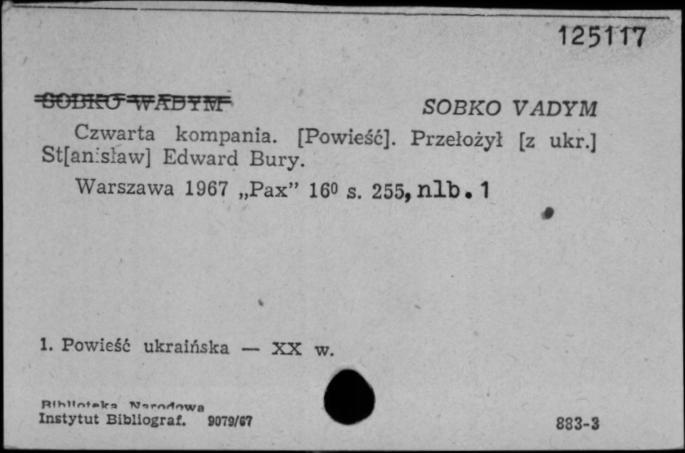 125117
SOBKO WADYM SOBKO VADYM
Czwarta kompania. [Powieść]. Przełożył [z ukr.]
St[anisław] Edward Bury.
Warszawa 1967 „Pax” 16⁰ s. 255, nlb. 1
1. Powieść ukraińska — XX w.
Biblioteka Narodowa
Instytut Bibliograf. 9079/67 883-3